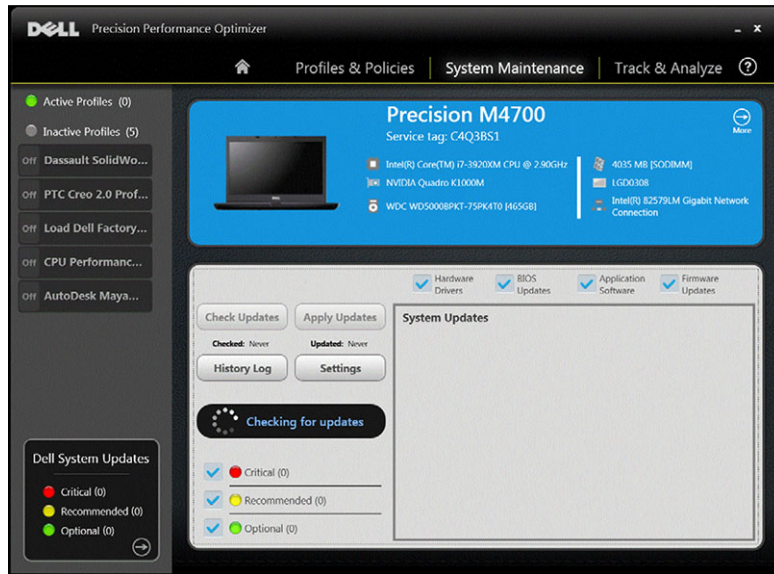 DELL Precision Performance Optimizer
Profiles & Policies
System Maintenance
Track & Analyze
?
Active Profiles (0)
Inactive Profiles (5)
Off Dassault SolidWo...
Off PTC Creo 2.0 Prof...
Off Load Dell Factory...
Off CPU Performanc...
Off AutoDesk Maya...
Precision M4700
Service tag: C4Q3BS1
More
Intel(R) Core(TM) i7-3920XM CPU @ 2.90GHz
NVIDIA Quadro K1000M
WDC WD5000BPKT-75PK4T0 [465GB]
4035 MB [SODIMM]
LGD0308
Intel(R) 82579LM Gigabit Network
Connection
Hardware
Drivers
BIOS
Updates
Application
Software
Firmware
Updates
Check Updates
Apply Updates
Checked: Never
Updated: Never
History Log
Settings
Checking for updates
Critical (0)
Recommended (0)
Optional (0)
System Updates
Dell System Updates
Critical (0)
Recommended (0)
Optional (0)